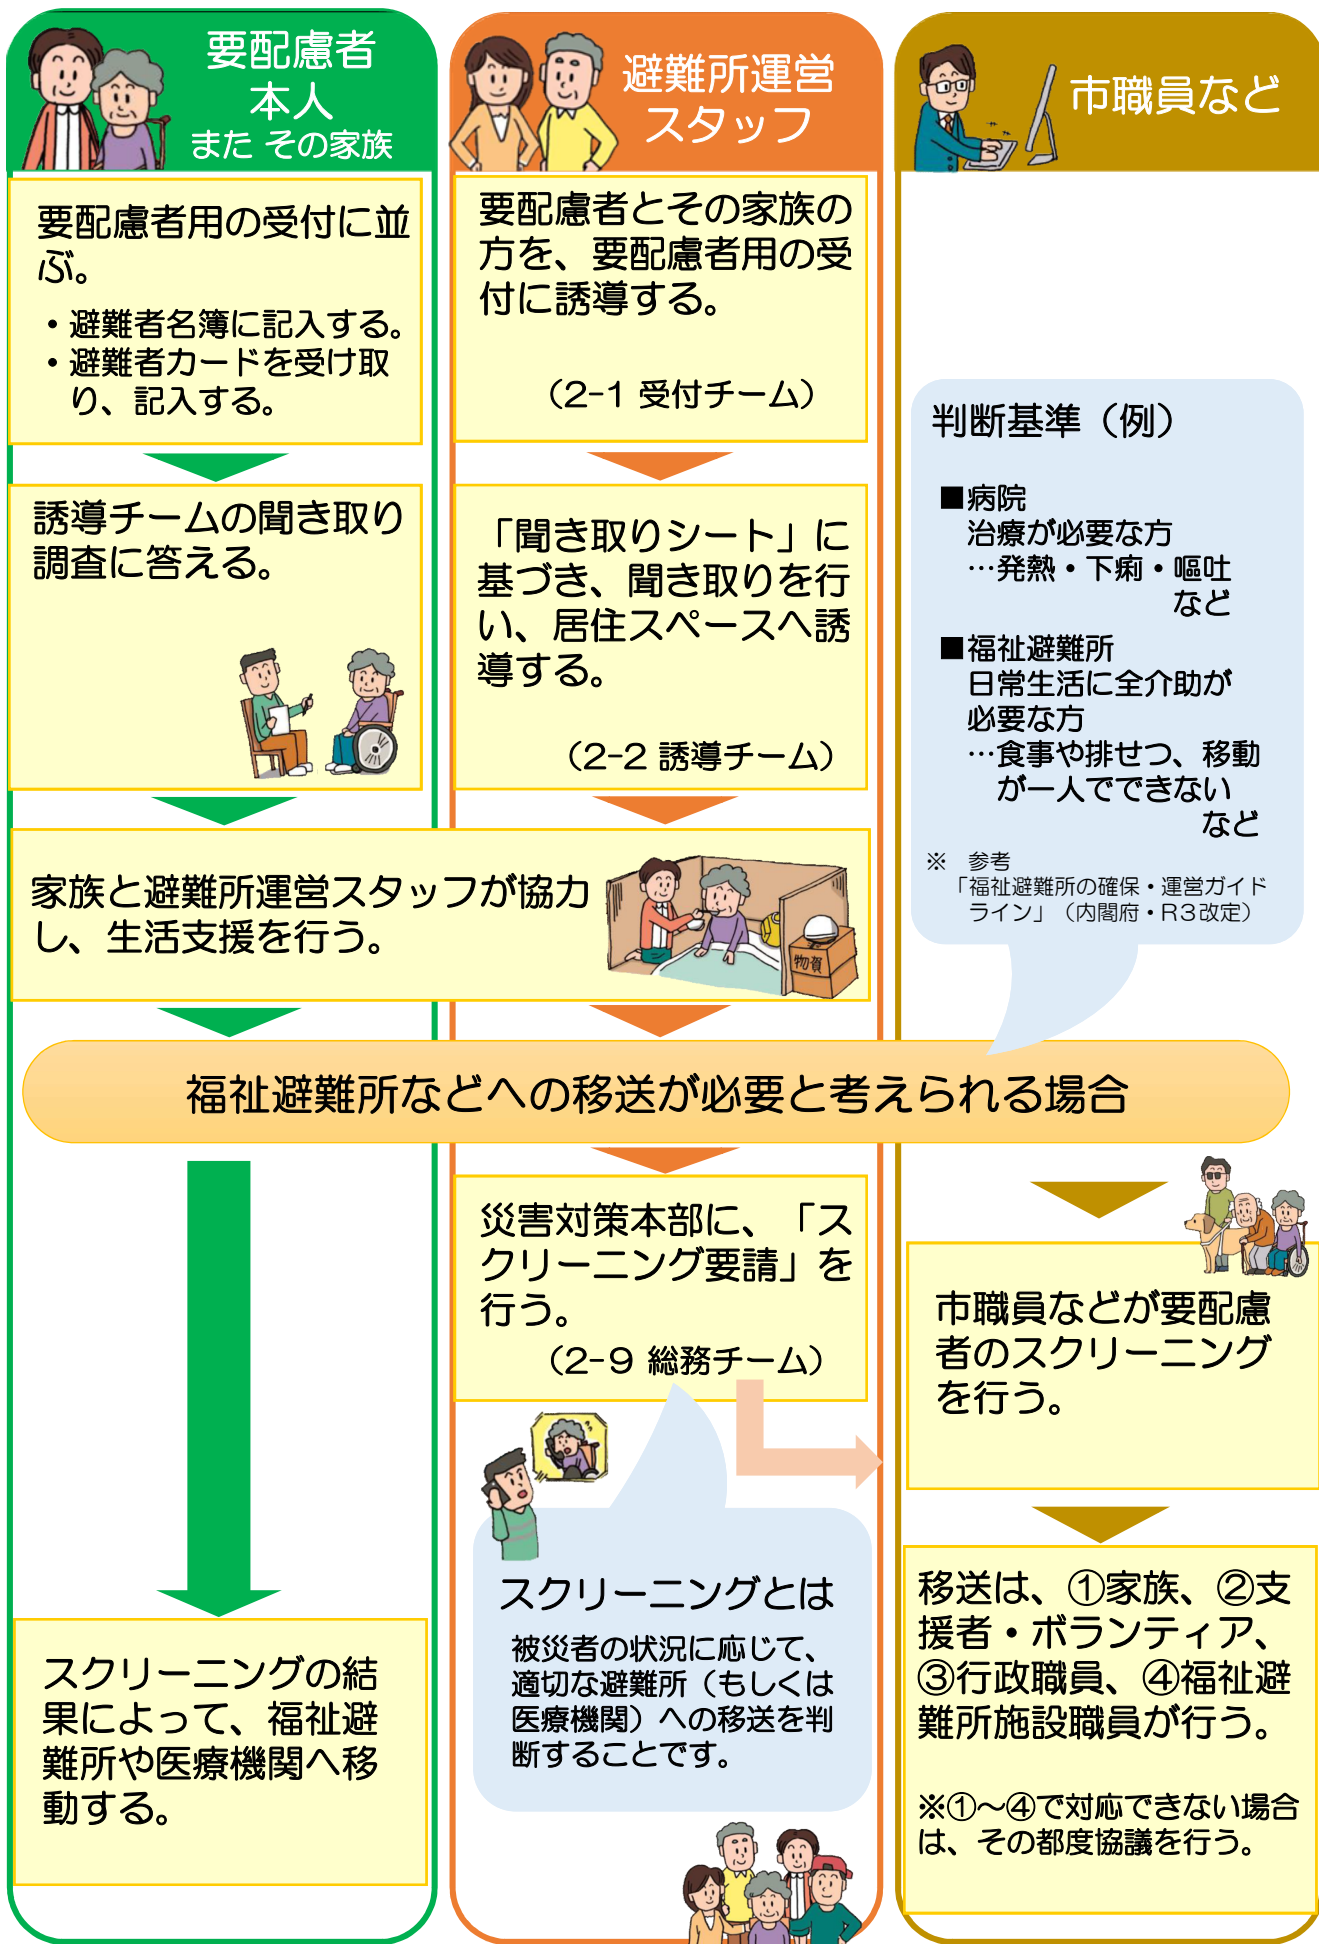 要配慮者
本人
また その家族
要配慮者用の受付に並
ぶ。
・避難者名簿に記入する。
・避難者カードを受け取
り、記入する。
誘導チームの聞き取り
調査に答える。
避難所運営
スタッフ
要配慮者とその家族の
方を、要配慮者用の受
付に誘導する。
（2-1 受付チーム）
「聞き取りシート」に
基づき、聞き取りを行
い、居住スペースへ誘
導する。
（2-2 誘導チーム）
家族と避難所運営スタッフが協力
し、生活支援を行う。
物資
市職員など
判断基準（例）
■病院
治療が必要な方
…発熱・下痢・嘔吐
など
■福祉避難所
日常生活に全介助が
必要な方
…食事や排せつ、移動
が一人でできない
など
※ 参考
「福祉避難所の確保・運営ガイド
ライン」（内閣府・R3改定）
福祉避難所などへの移送が必要と考えられる場合
スクリーニングの結
果によって、福祉避
難所や医療機関へ移
動する。
災害対策本部に、「ス
クリーニング要請」を
行う。
（2-9 総務チーム）
スクリーニングとは
被災者の状況に応じて、
適切な避難所（もしくは
医療機関）への移送を判
断することです。
市職員などが要配慮
者のスクリーニング
を行う。
移送は、①家族、②支
援者・ボランティア、
③行政職員、④福祉避
難所施設職員が行う。
※①～④で対応できない場合
は、その都度協議を行う。